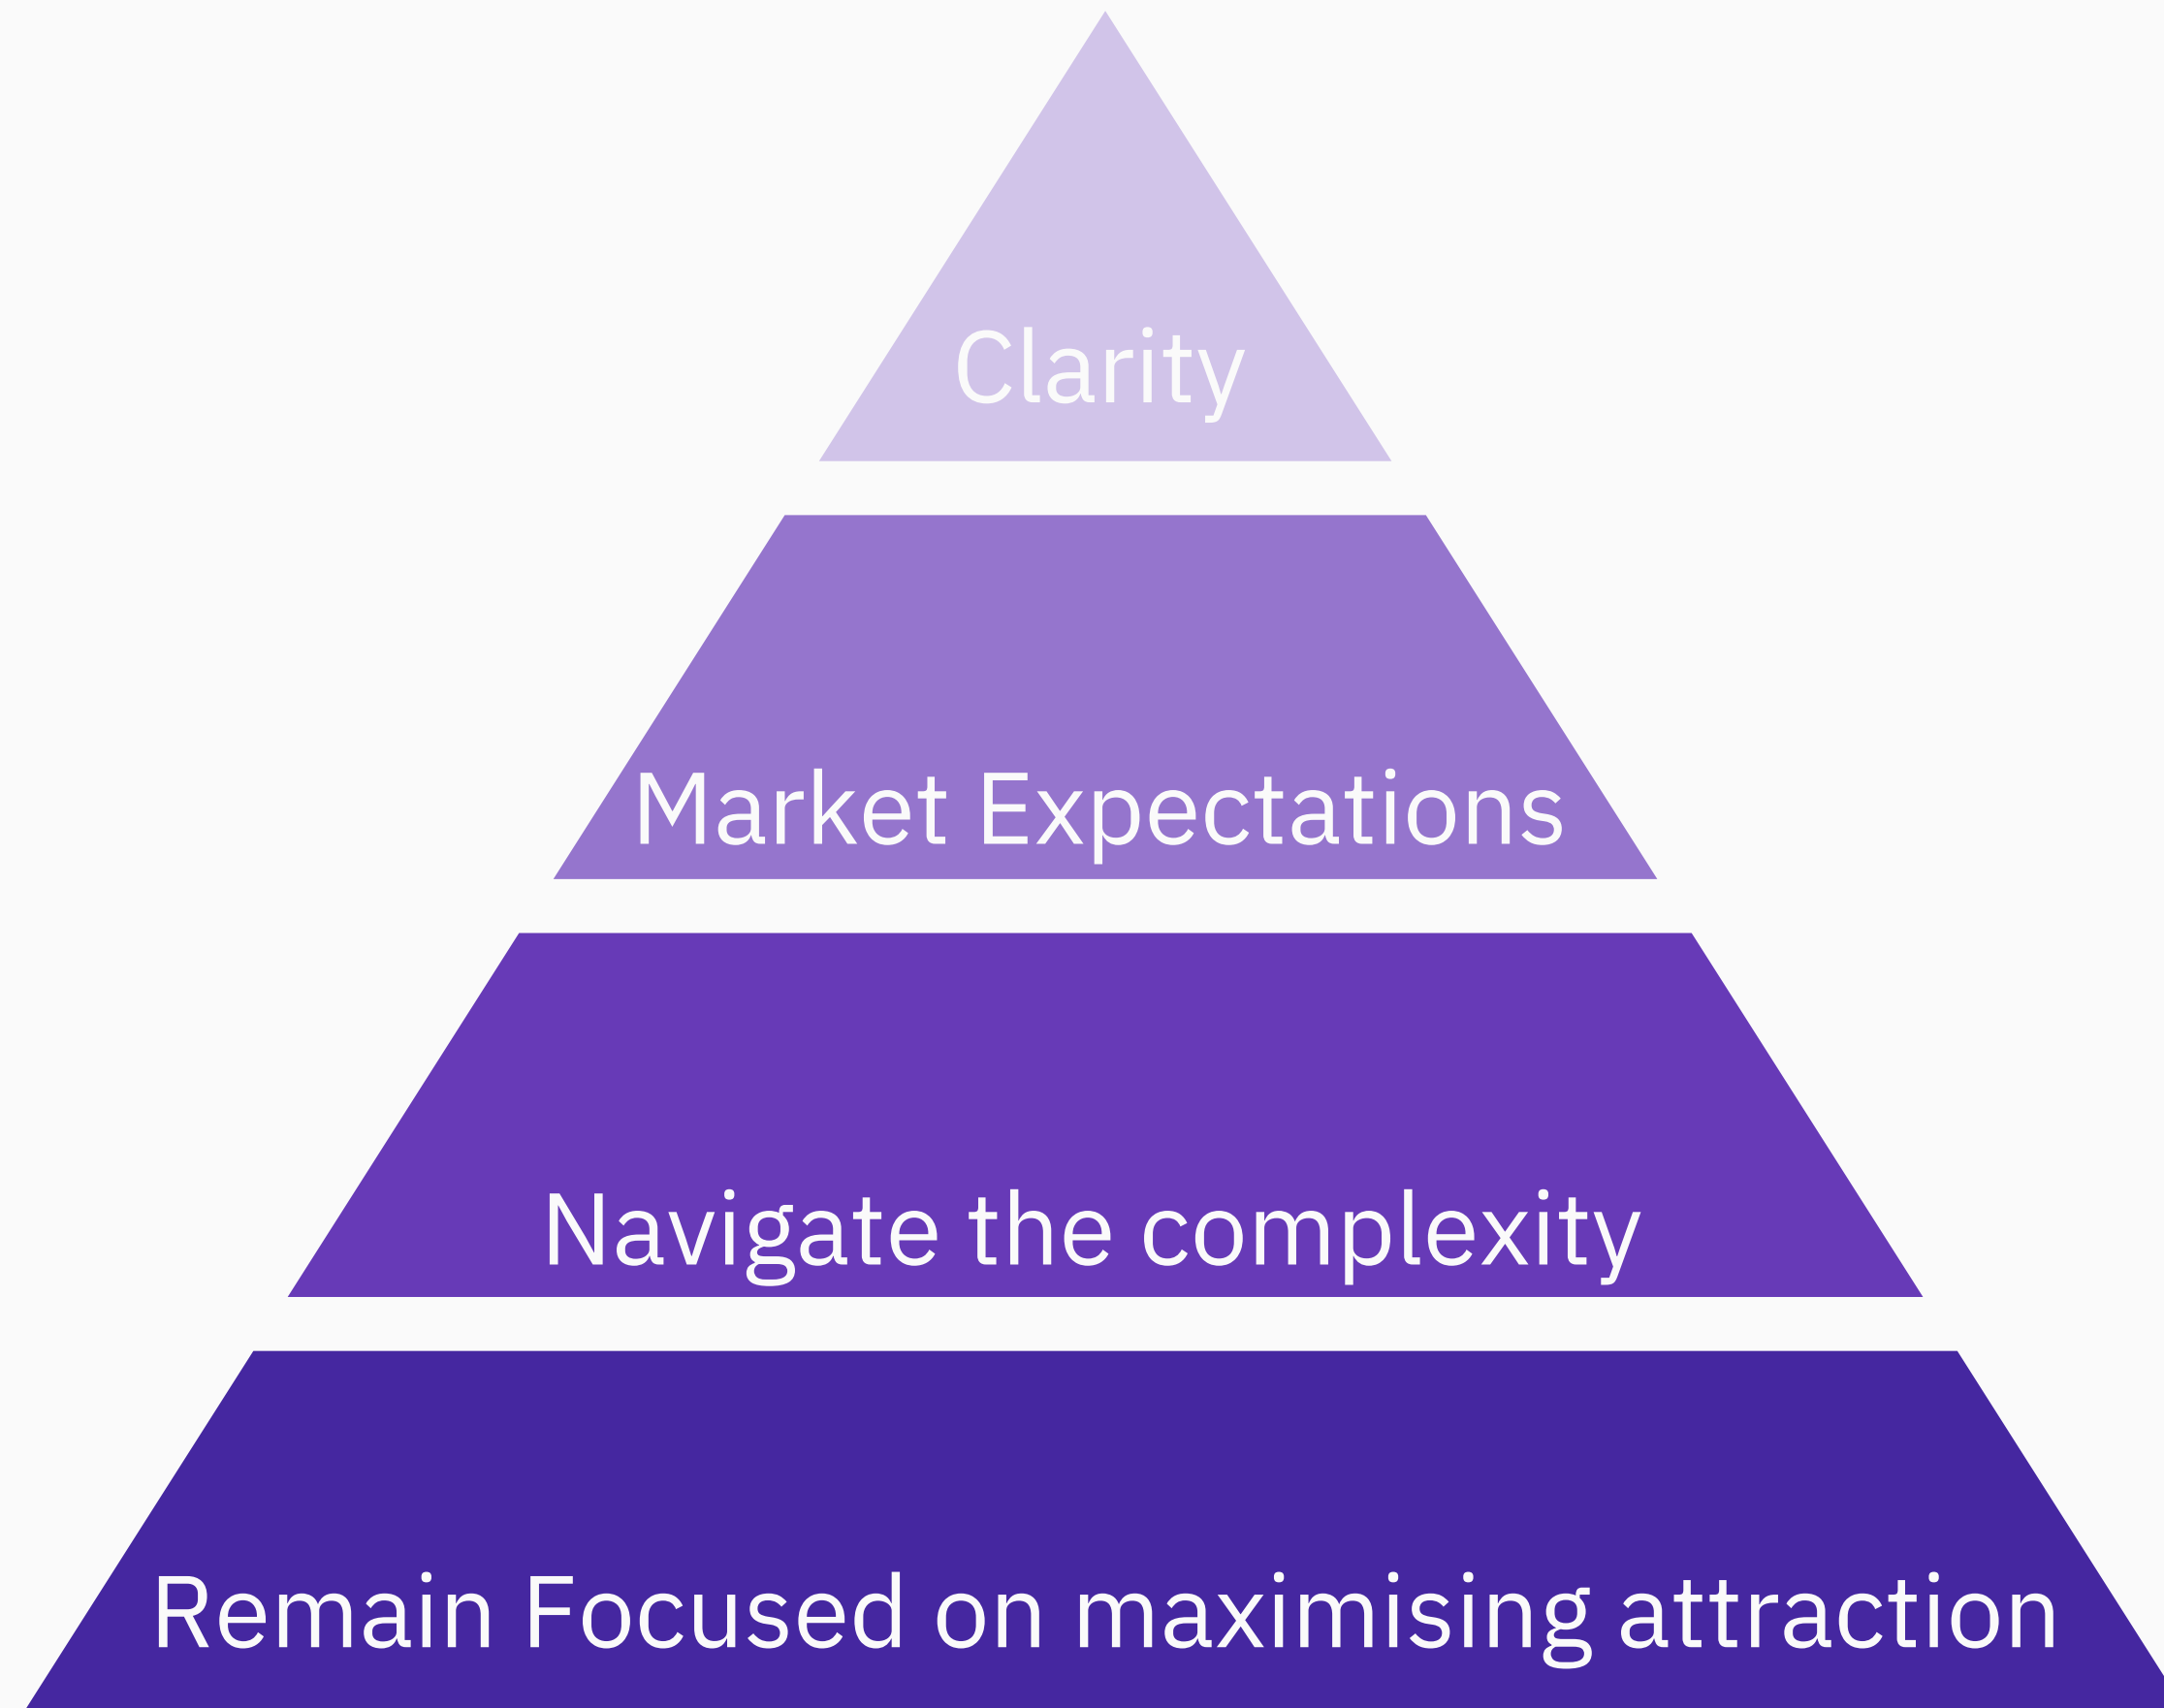 Clarity
Market Expectations
Navigate the complexity
Remain Focused on maximising attraction